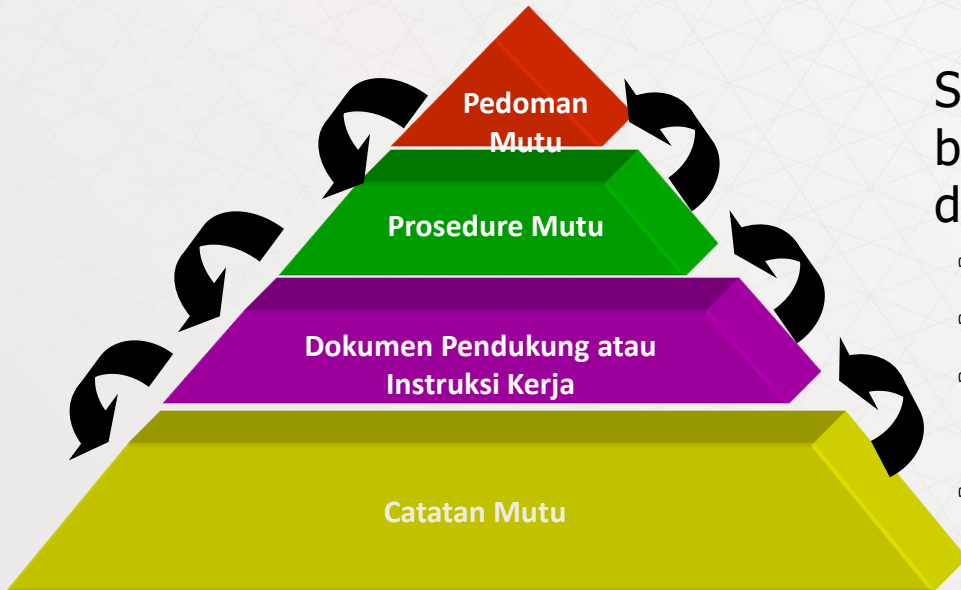 Pedoman
Mutu
Prosedure Mutu
Dokumen Pendukung atau
Instruksi Kerja
Catatan Mutu